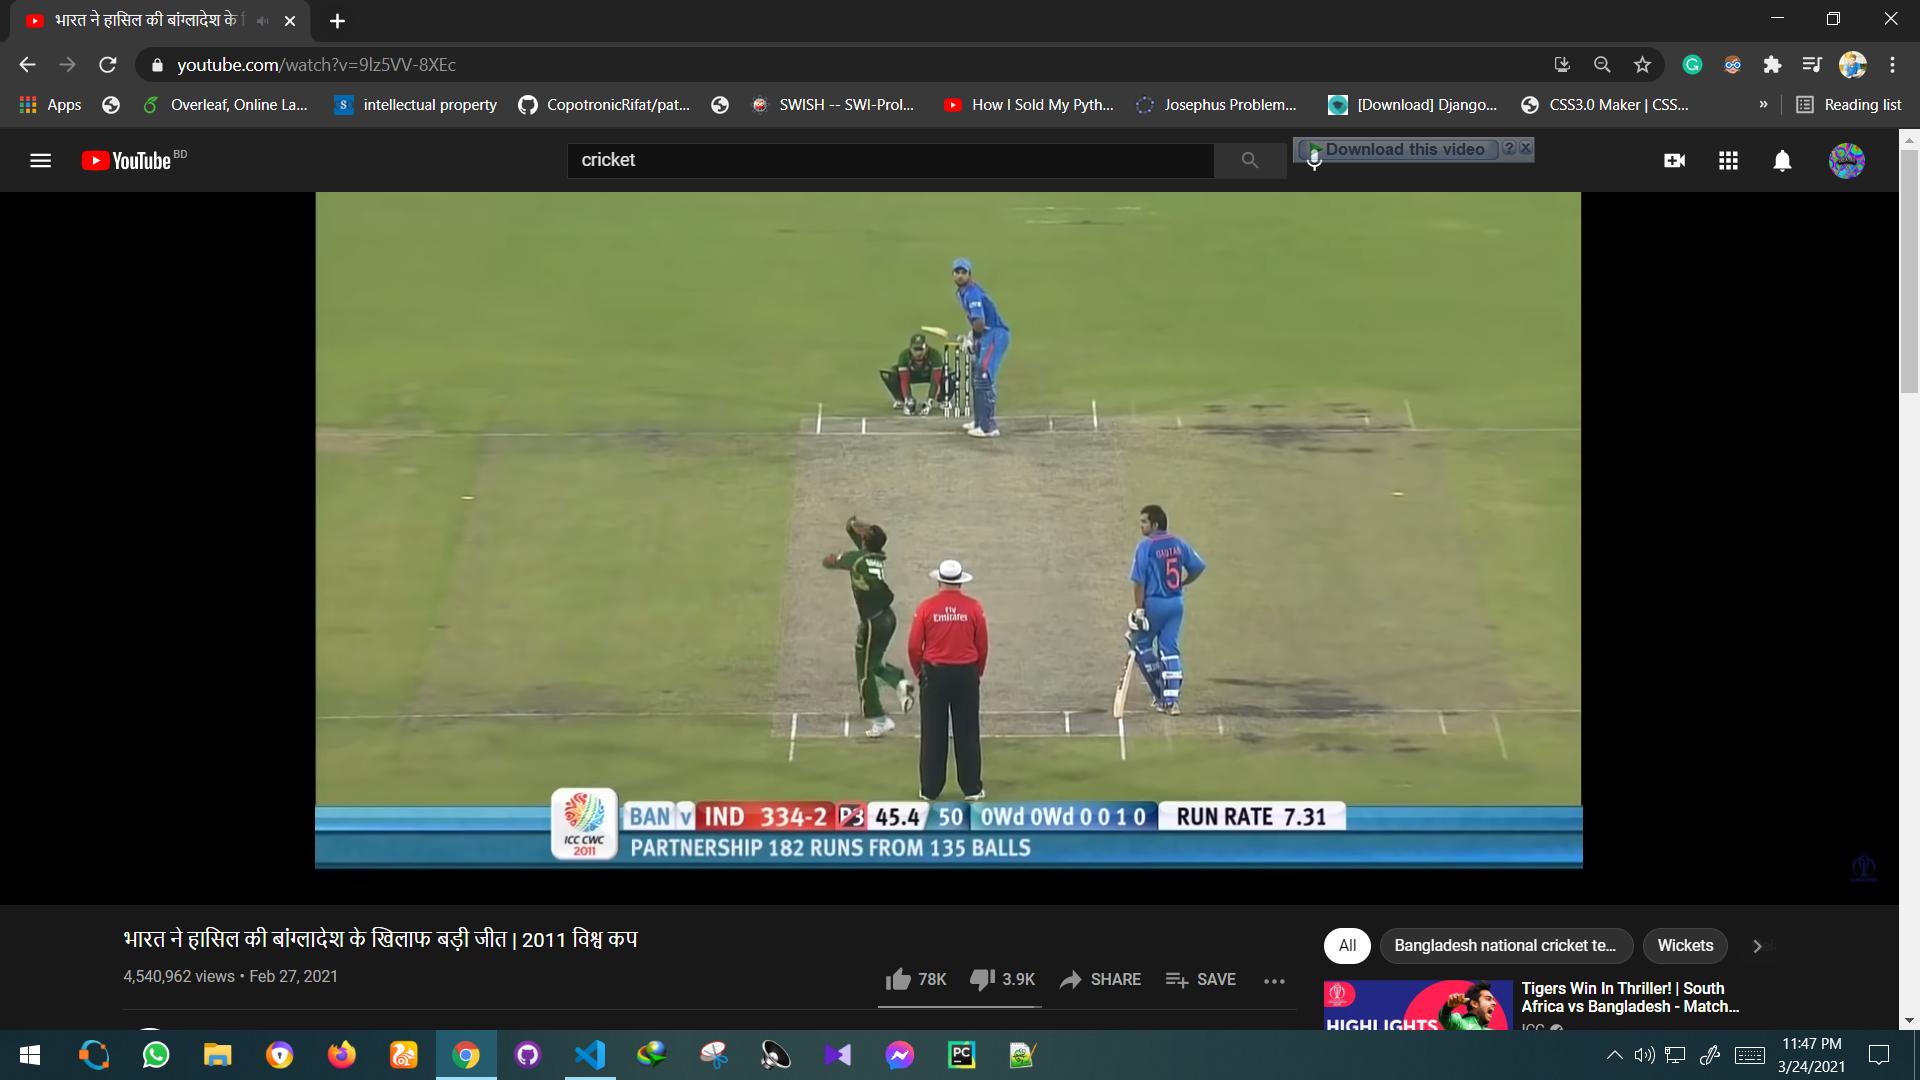 भारत ने हासिल की बांग्लादेश के
youtube.com/watch?v=9lz5VV-8XEc
Apps
Overleaf, Online La...
intellectual property
CopotronicRifat/pat...
SWISH -- SWI-Prol...
How I Sold My Pyth...
Josephus Problem...
[Download] Django...
CSS3.0 Maker | CSS...
»
Reading list
YouTube BD
cricket
Download this video
GAUTAM
5
Fly
Emirates
BAN v IND 334-2 P3 45.4 50 0Wd 0Wd 0 0 1 0 RUN RATE 7.31
ICC CWC
2011
PARTNERSHIP 182 RUNS FROM 135 BALLS
भारत ने हासिल की बांग्लादेश के खिलाफ बड़ी जीत | 2011 विश्व कप
4,540,962 views • Feb 27, 2021
78K
3.9K
SHARE
SAVE
All
Bangladesh national cricket te...
Wickets
Tigers Win In Thriller! | South
Africa vs Bangladesh - Match...
HIGHLIGHTS
ICC
PC
11:47 PM
3/24/2021